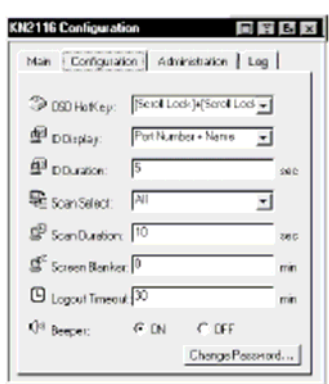 KN2116 Configuration
Main Configuration Administration Log
OSD HotKey: [Scroll Lock]+[Scroll Lock
ID Display: Port Number + Name
ID Duration: 5 sec
Scan Select: All
Scan Duration: 10 sec
Screen Blanker: 0 min
Logout Timeout: 30 min
Beeper: ON OFF
Change Password...